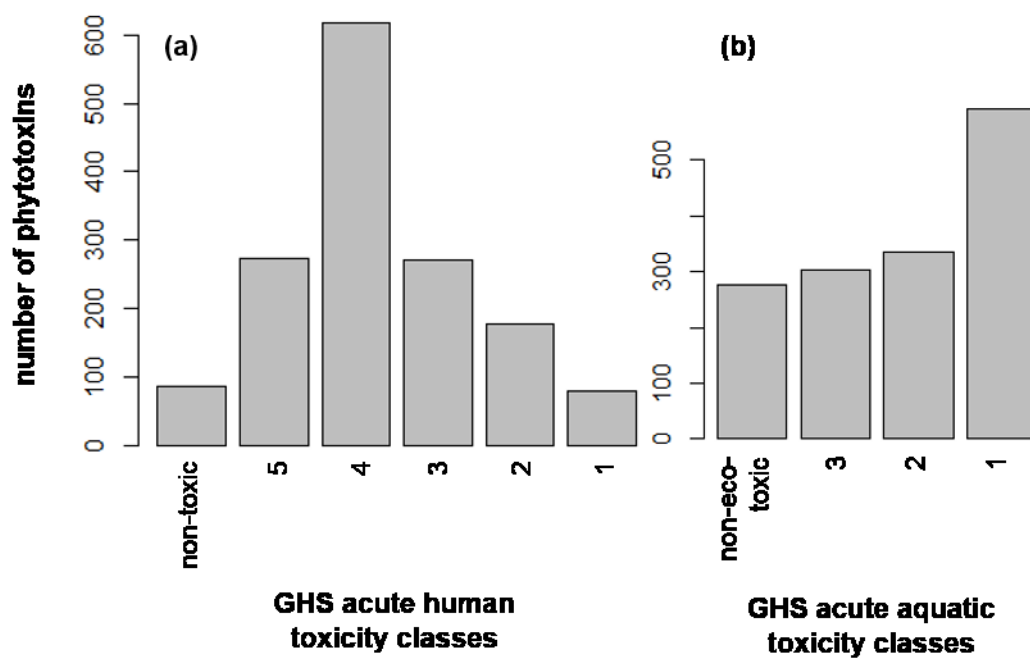 number of phytotoxins
(a)
600
500
400
300
200
100
0
non-toxic
5
4
3
2
1
GHS acute human
toxicity classes
(b)
500
300
100
0
non-eco-
toxic
3
2
1
GHS acute aquatic
toxicity classes